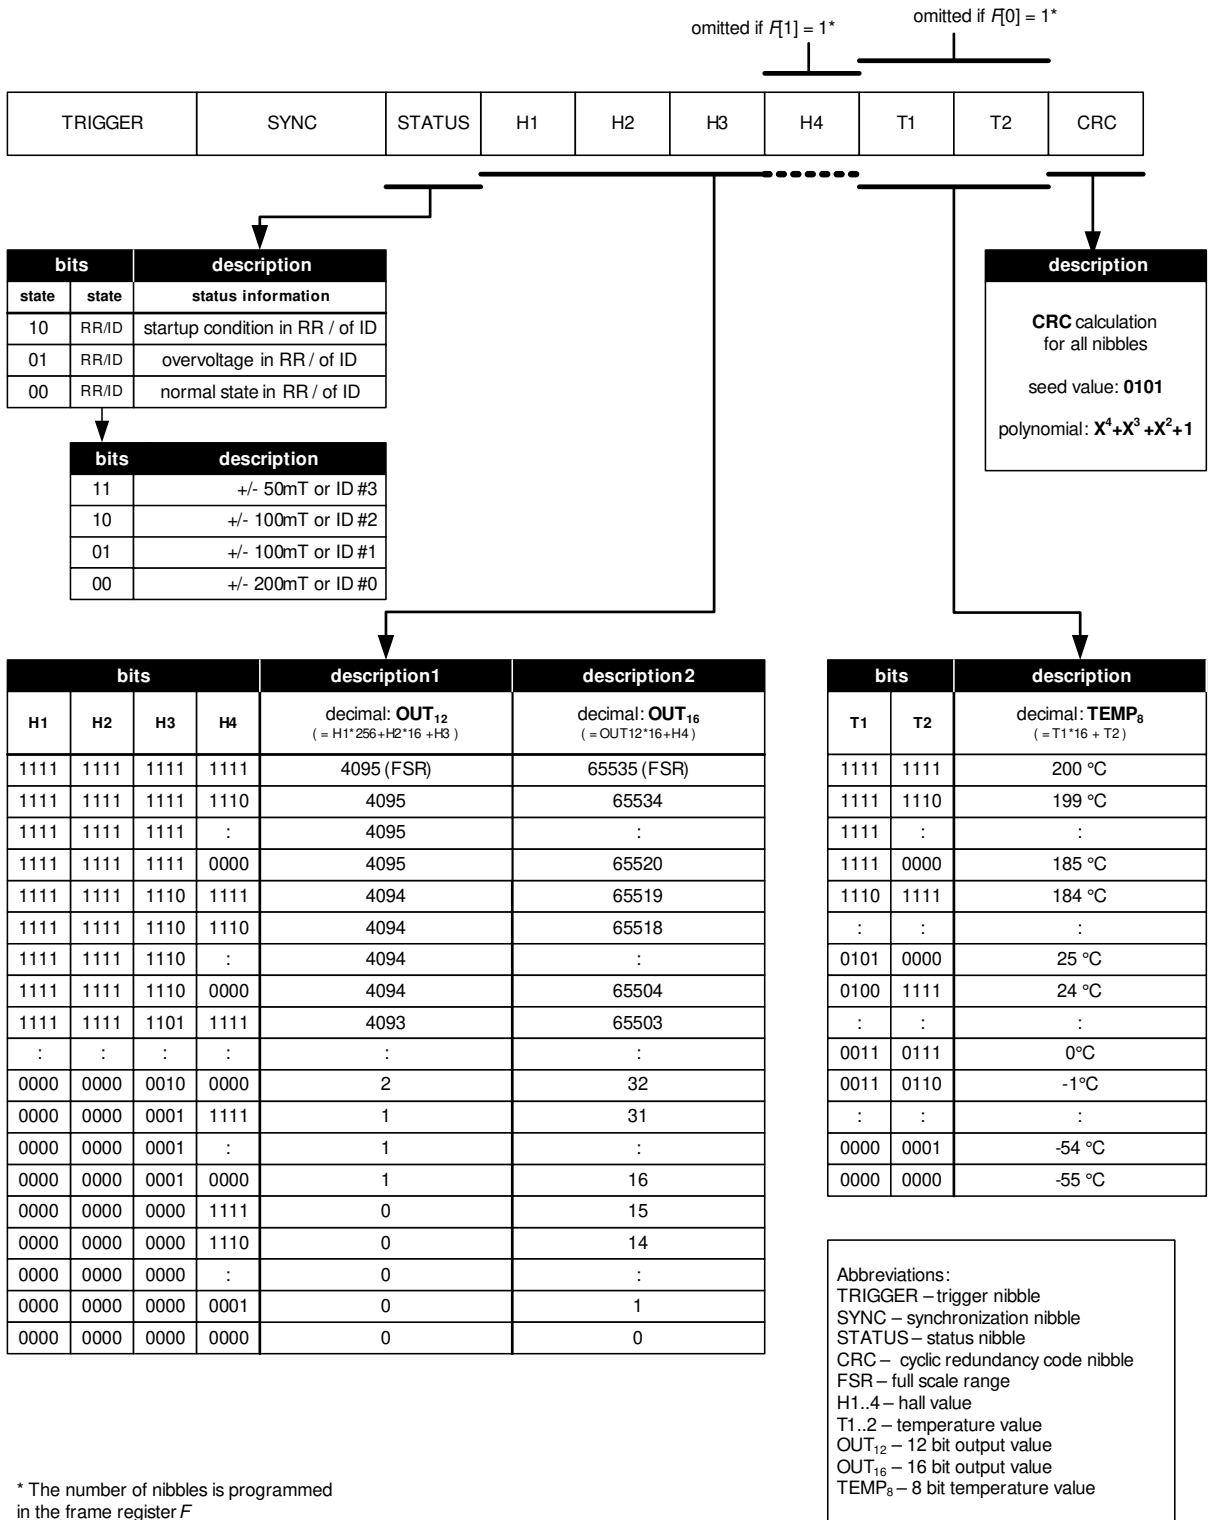 omitted if F[1] = 1*
omitted if F[0] = 1*
TRIGGER SYNC STATUS H1 H2 H3 H4 T1 T2 CRC
bits description
state state status information
10 RR/ID startup condition in RR / of ID
01 RR/ID overvoltage in RR / of ID
00 RR/ID normal state in RR / of ID
bits description
11 +/- 50mT or ID #3
10 +/- 100mT or ID #2
01 +/- 100mT or ID #1
00 +/- 200mT or ID #0
description
CRC calculation
for all nibbles
seed value: 0101
polynomial: X⁴+X³+X²+1
bits description1 description2
H1 H2 H3 H4 decimal: OUT₁₂ decimal: OUT₁₆
( = H1*256+H2*16 +H3 ) ( = OUT12*16+H4 )
1111 1111 1111 1111 4095 (FSR) 65535 (FSR)
1111 1111 1111 1110 4095 65534
1111 1111 1111 : 4095 :
1111 1111 1111 0000 4095 65520
1111 1111 1110 1111 4094 65519
1111 1111 1110 1110 4094 65518
1111 1111 1110 : 4094 :
1111 1111 1110 0000 4094 65504
1111 1111 1101 1111 4093 65503
: : : : : :
0000 0000 0010 0000 2 32
0000 0000 0001 1111 1 31
0000 0000 0001 : 1 :
0000 0000 0001 0000 1 16
0000 0000 0000 1111 0 15
0000 0000 0000 1110 0 14
0000 0000 0000 : 0 :
0000 0000 0000 0001 0 1
0000 0000 0000 0000 0 0
bits description
T1 T2 decimal: TEMP₈
( = T1*16 + T2 )
1111 1111 200 °C
1111 1110 199 °C
1111 : :
1111 0000 185 °C
1110 1111 184 °C
: : :
0101 0000 25 °C
0100 1111 24 °C
: : :
0011 0111 0°C
0011 0110 -1°C
: : :
0000 0001 -54 °C
0000 0000 -55 °C
Abbreviations:
TRIGGER – trigger nibble
SYNC – synchronization nibble
STATUS – status nibble
CRC – cyclic redundancy code nibble
FSR – full scale range
H1..4 – hall value
T1..2 – temperature value
OUT₁₂ – 12 bit output value
OUT₁₆ – 16 bit output value
TEMP₈ – 8 bit temperature value
* The number of nibbles is programmed
in the frame register F